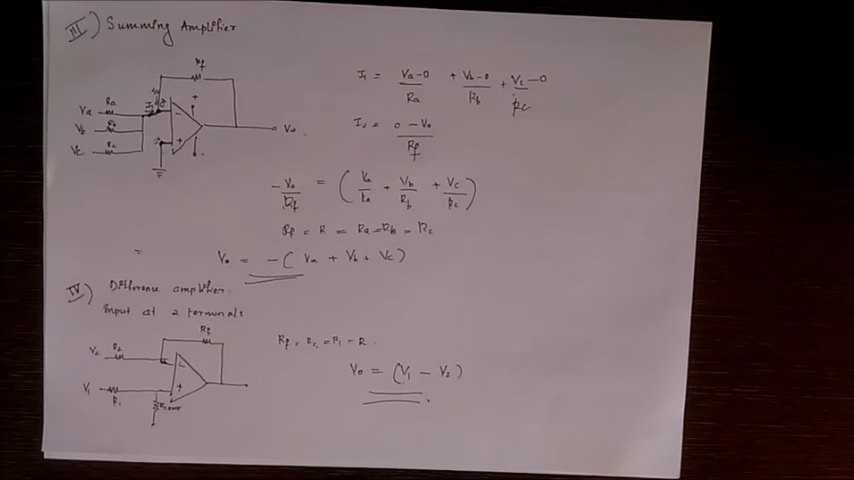 III) Summing Amplifier
Rf
I1 = Va-0/Ra + Vb-0/Rb + Vc-0/Rc
Va Ra
Vb Rb
Vc Rc
Vo
I2 = 0-Vo/Rf
-Vo/Rf = (Va/Ra + Vb/Rb + Vc/Rc)
Rf = R = Ra=Rb = Rc
Vo = -(Va + Vb + Vc)
IV) Difference amplifier.
Input at 2 terminals
Rf
Rf = R2 = R1 = R.
V2 R2
Vo = (V1 - V2)
V1 R1
Rcomp